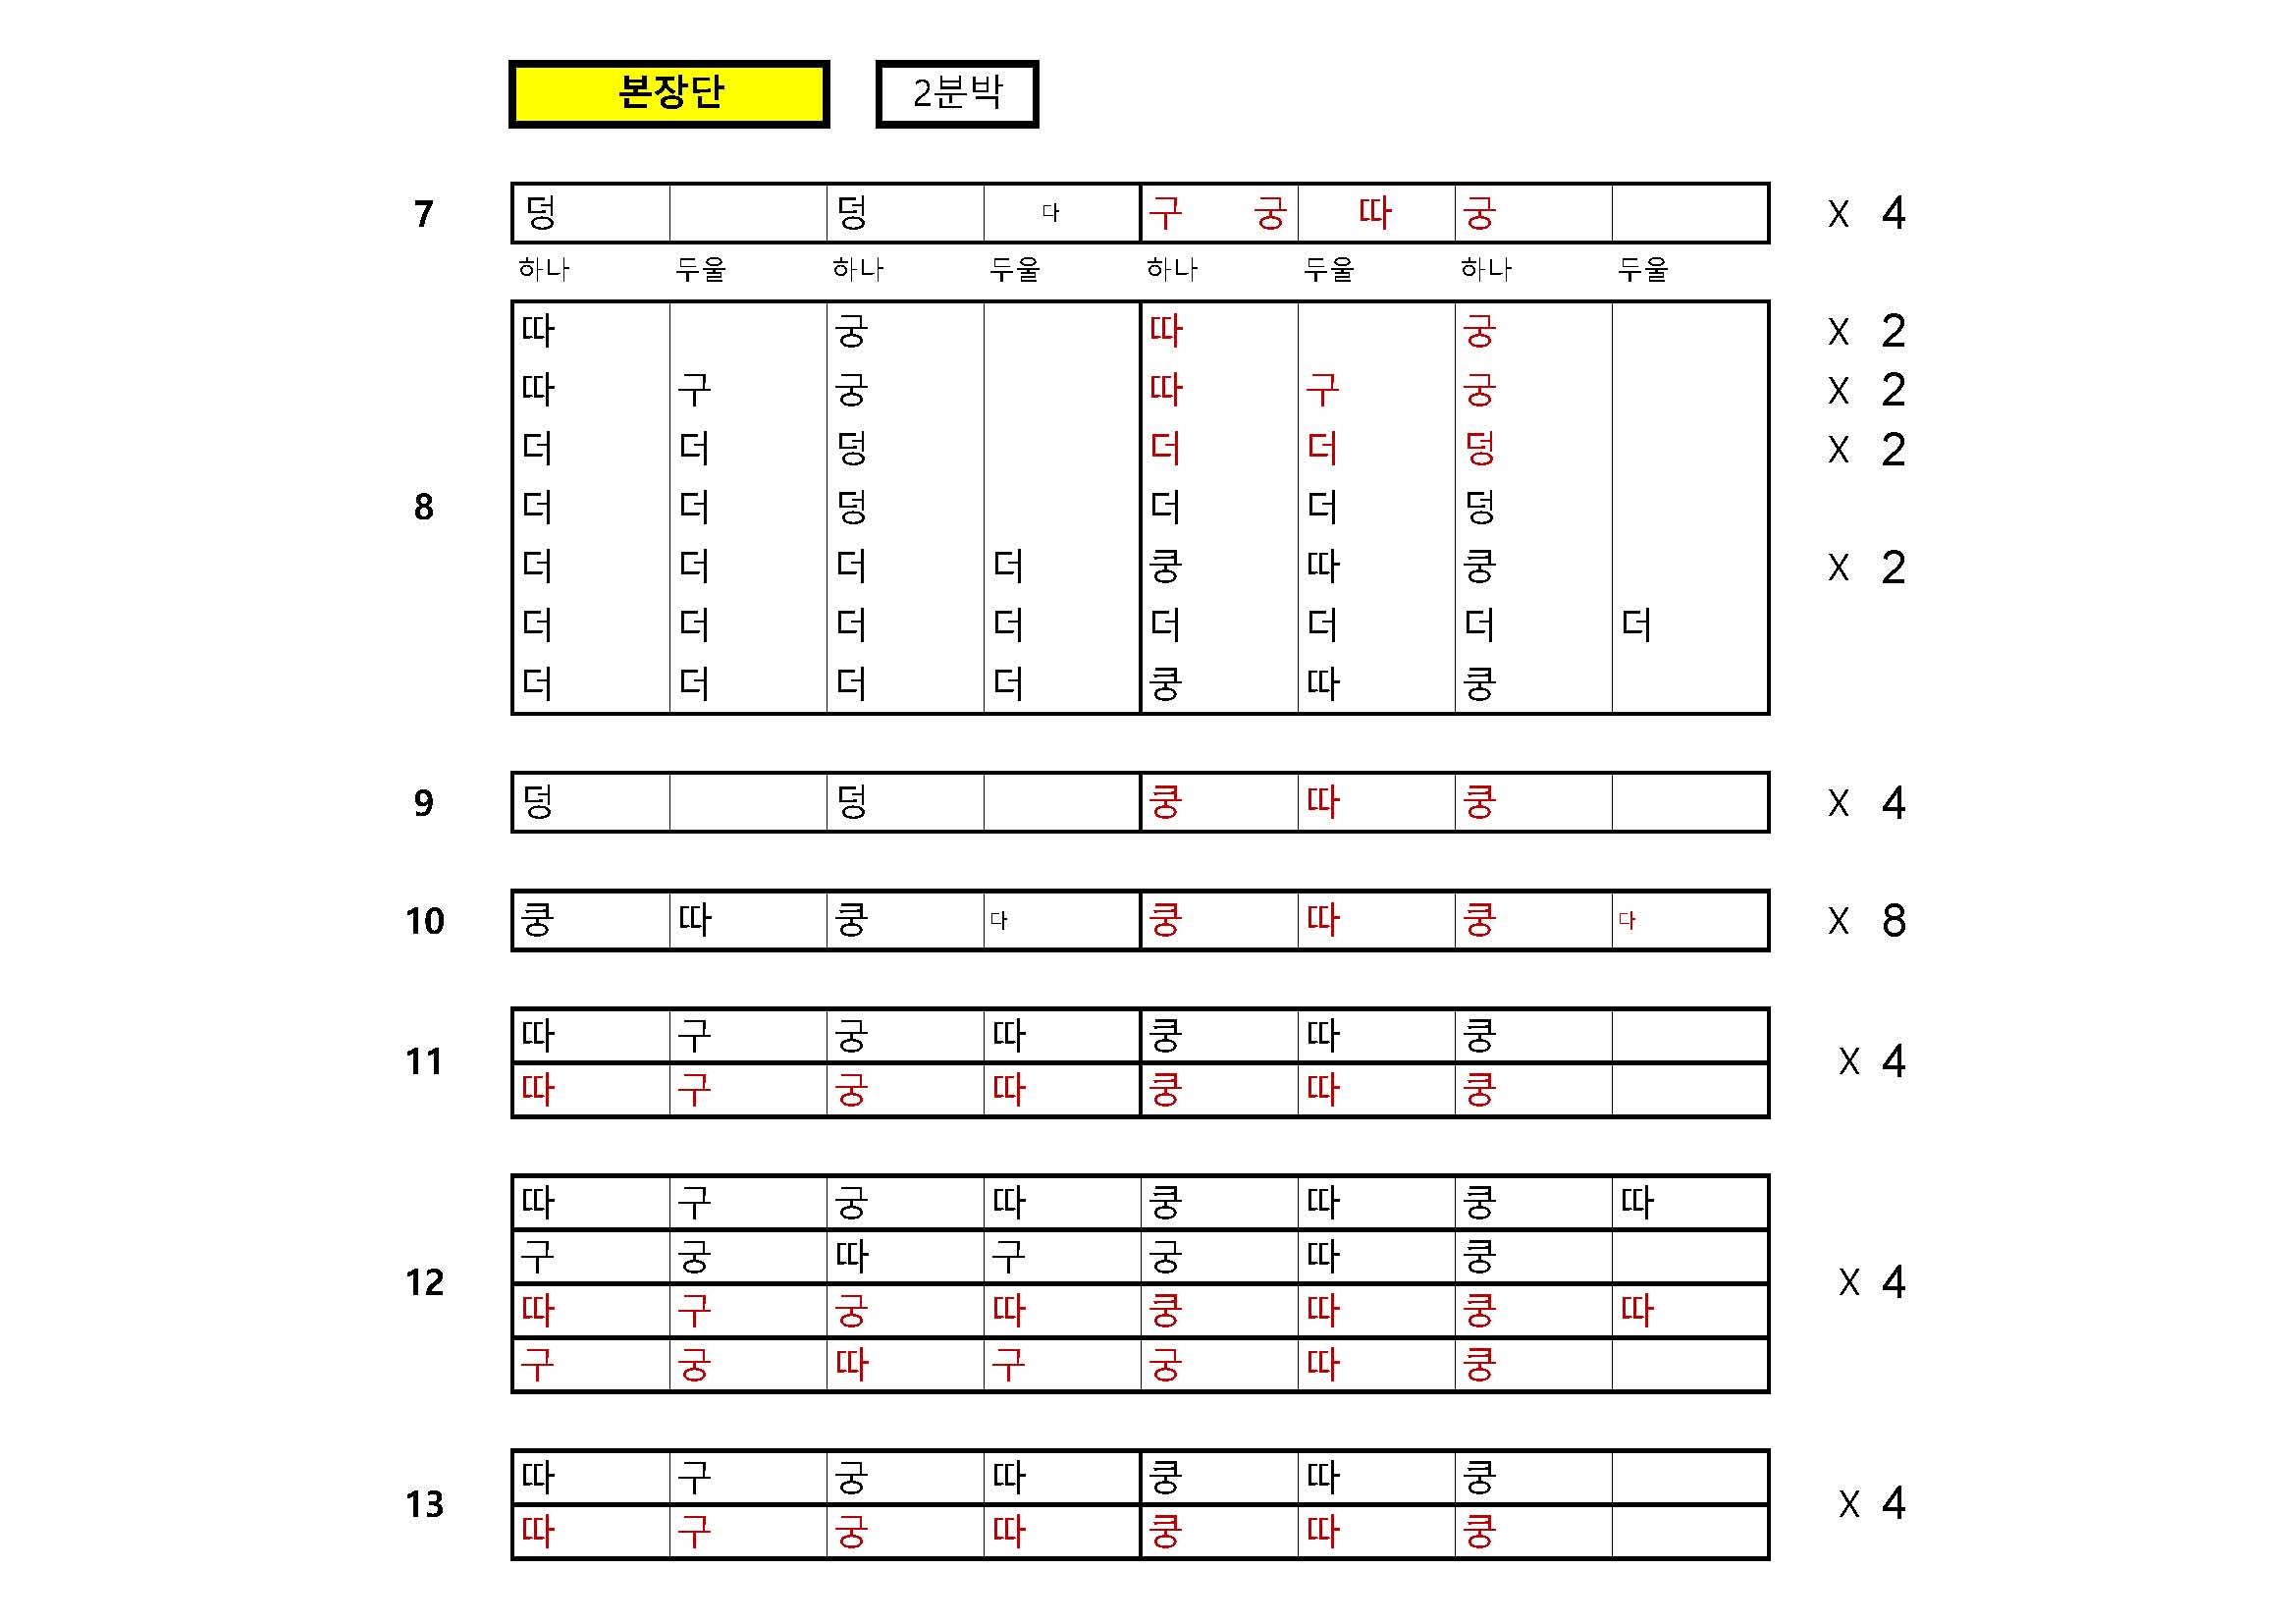 본장단 2분박
7 덩 덩 다 구 궁 따 궁 X 4
하나 두울 하나 두울 하나 두울 하나 두울
따 궁 따 궁 X 2
따 구 궁 따 구 궁 X 2
더 더 덩 더 더 덩 X 2
8 더 더 덩 더 더 덩
더 더 더 더 쿵 따 쿵 X 2
더 더 더 더 더 더 더 더
더 더 더 더 쿵 따 쿵
9 덩 덩 쿵 따 쿵 X 4
10 쿵 따 쿵 다 쿵 따 쿵 다 X 8
따 구 궁 따 쿵 따 쿵
11 X 4
따 구 궁 따 쿵 따 쿵
따 구 궁 따 쿵 따 쿵 따
구 궁 따 구 궁 따 쿵
12 X 4
따 구 궁 따 쿵 따 쿵 따
구 궁 따 구 궁 따 쿵
따 구 궁 따 쿵 따 쿵
13 X 4
따 구 궁 따 쿵 따 쿵